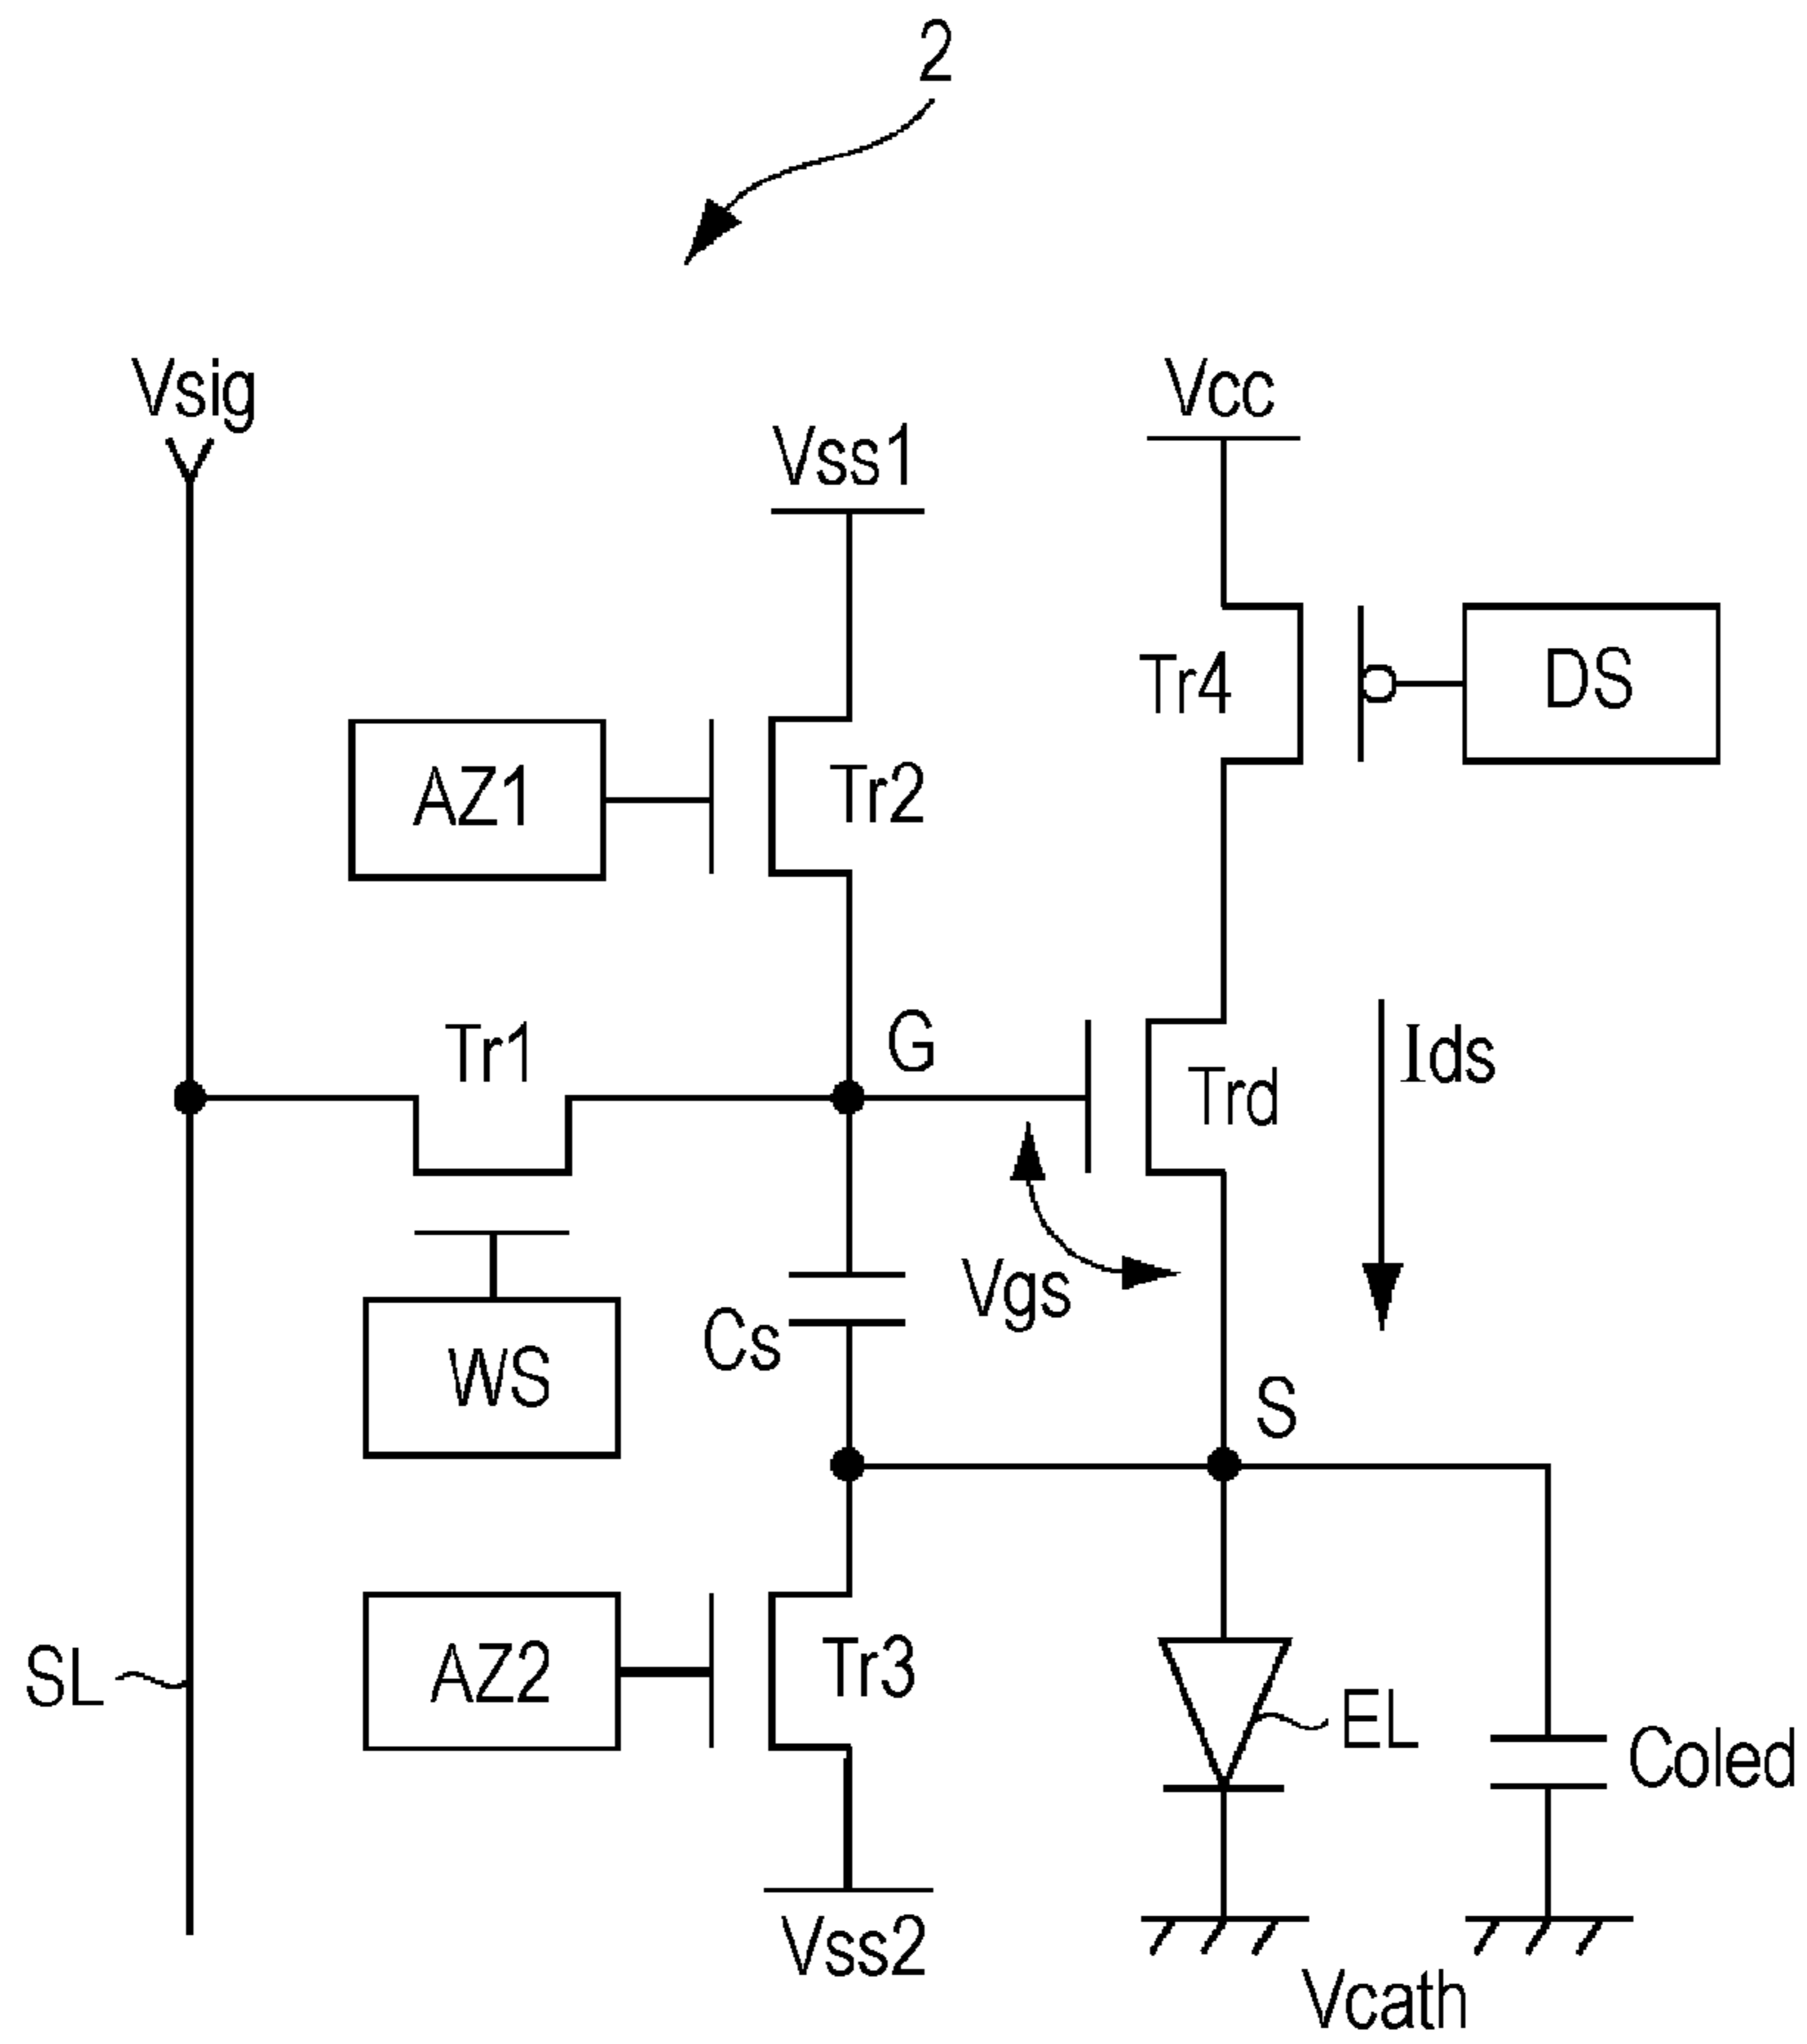 2
Vsig
Vcc
Vss1
Tr4
DS
AZ1
Tr2
Tr1
G
Ids
Trd
Vgs
Cs
WS
S
SL
AZ2
Tr3
EL
Coled
Vss2
Vcath